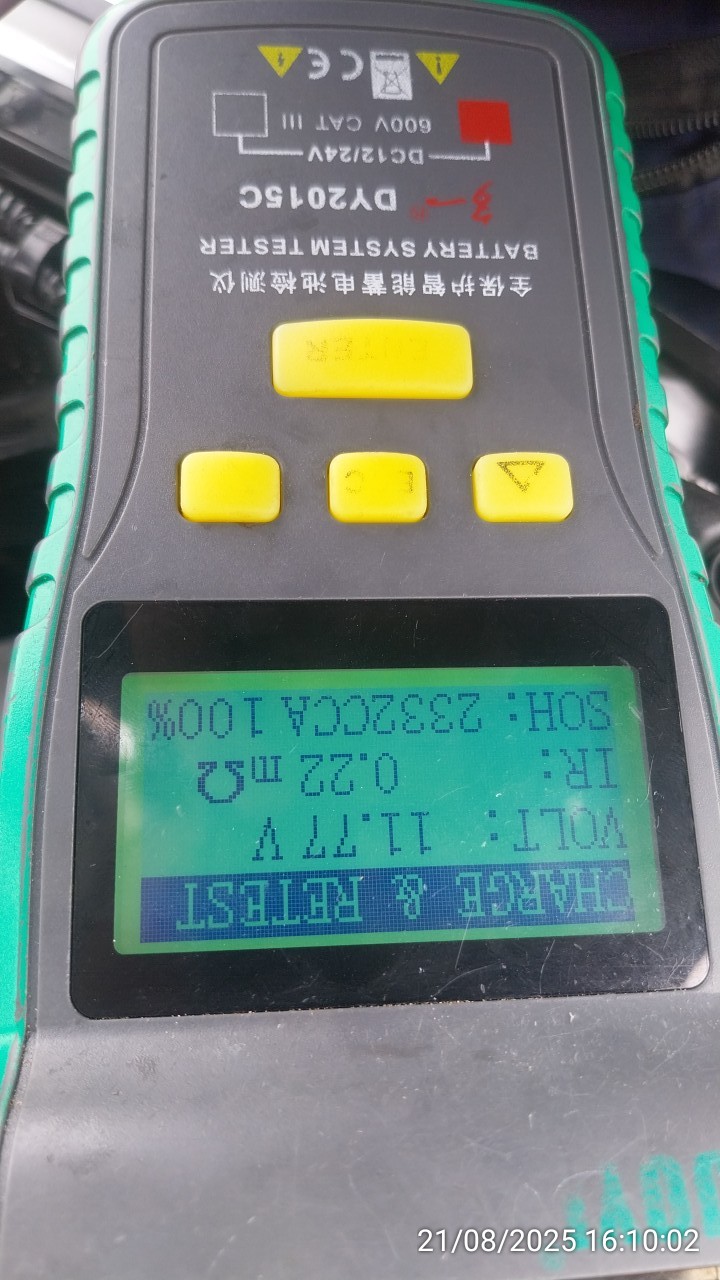 CHARGE & RETEST
VOLT: 11.77 V
IR: 0.22 mΩ
SOH: 2332CCA 100%
全保护智能蓄电池检测仪
BATTERY SYSTEM TESTER
DY2015C
DC12/24V
600V CAT III
CE
21/08/2025 16:10:02